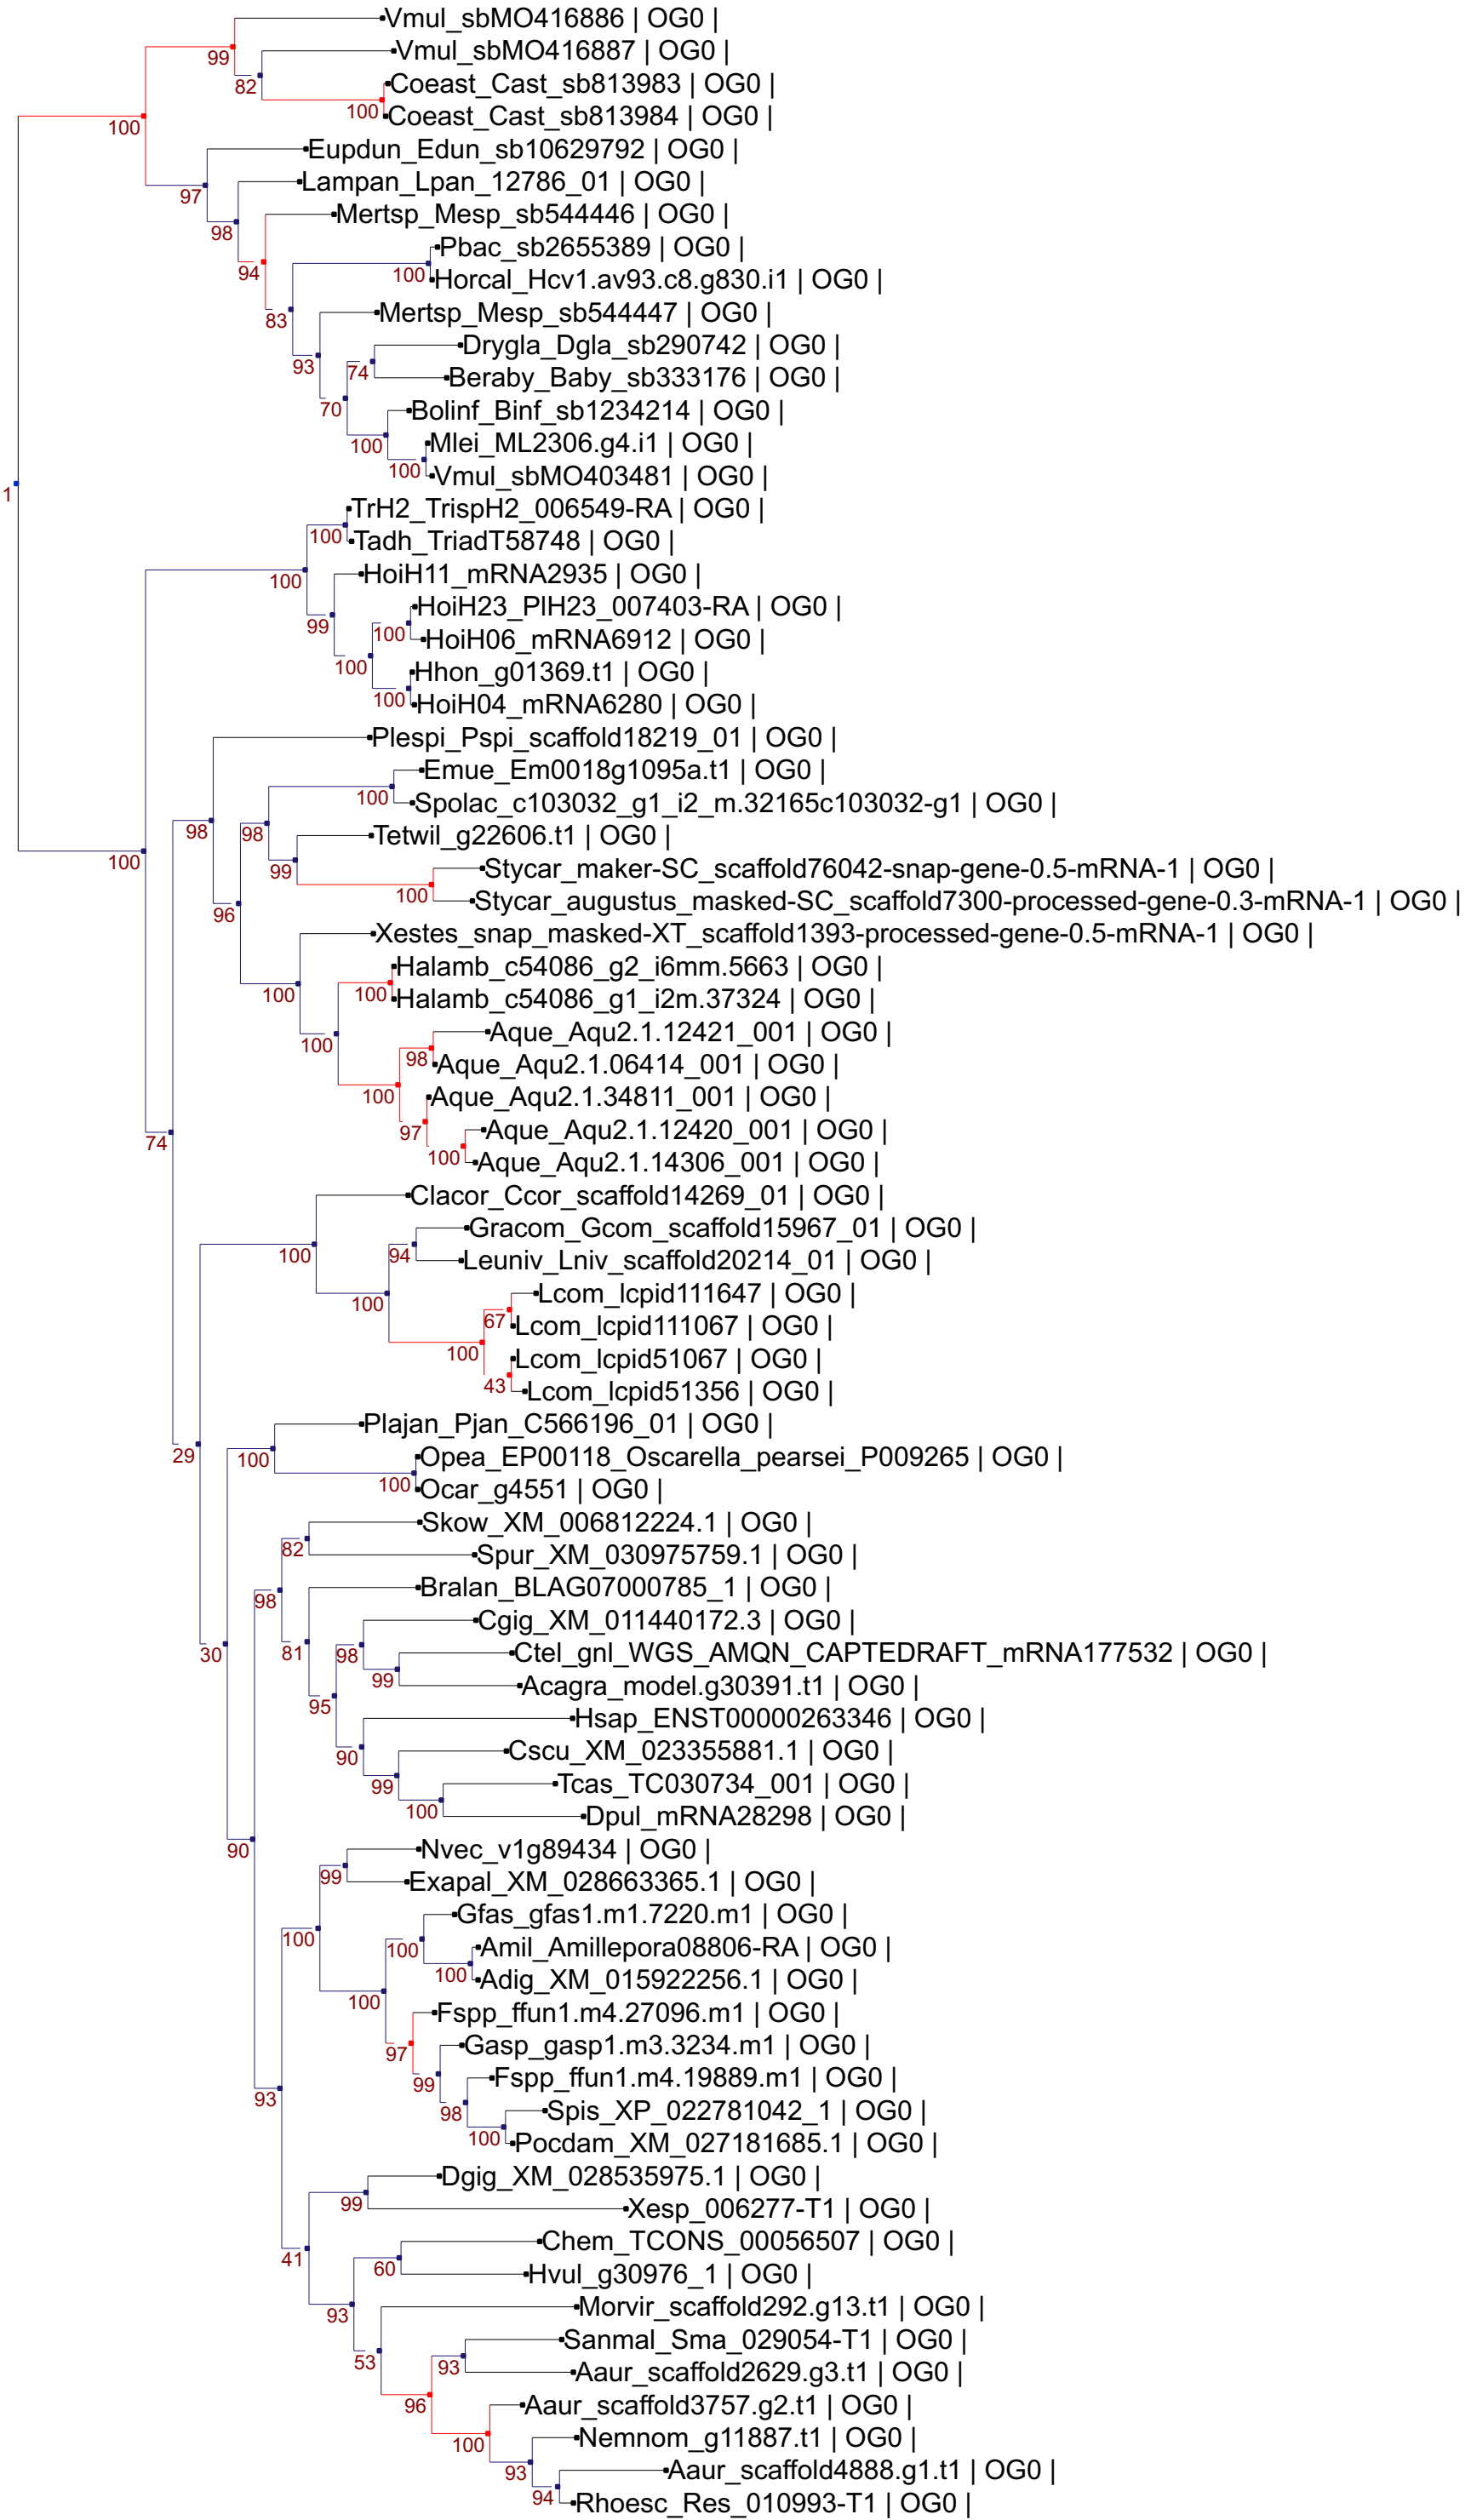 Vmul_sbMO416886 | OG0 |
Vmul_sbMO416887 | OG0 |
99
82
Coeast_Cast_sb813983 | OG0 |
100
Coeast_Cast_sb813984 | OG0 |
100
Eupdun_Edun_sb10629792 | OG0 |
97
Lampan_Lpan_12786_01 | OG0 |
98
Mertsp_Mesp_sb544446 | OG0 |
94
Pbac_sb2655389 | OG0 |
100
Horcal_Hcv1.av93.c8.g830.i1 | OG0 |
83
Mertsp_Mesp_sb544447 | OG0 |
93
Drygla_Dgla_sb290742 | OG0 |
74
Beraby_Baby_sb333176 | OG0 |
70
Bolinf_Binf_sb1234214 | OG0 |
100
Mlei_ML2306.g4.i1 | OG0 |
100
Vmul_sbMO403481 | OG0 |
1
TrH2_TrispH2_006549-RA | OG0 |
100
Tadh_TriadT58748 | OG0 |
100
HoiH11_mRNA2935 | OG0 |
99
HoiH23_PlH23_007403-RA | OG0 |
100
HoiH06_mRNA6912 | OG0 |
100
Hhon_g01369.t1 | OG0 |
100
HoiH04_mRNA6280 | OG0 |
Plespi_Pspi_scaffold18219_01 | OG0 |
Emue_Em0018g1095a.t1 | OG0 |
100
Spolac_c103032_g1_i2_m.32165c103032-g1 | OG0 |
98
98
Tetwil_g22606.t1 | OG0 |
100
99
Stycar_maker-SC_scaffold76042-snap-gene-0.5-mRNA-1 | OG0 |
100
Stycar_augustus_masked-SC_scaffold7300-processed-gene-0.3-mRNA-1 | OG0 |
96
Xestes_snap_masked-XT_scaffold1393-processed-gene-0.5-mRNA-1 | OG0 |
Halamb_c54086_g2_i6mm.5663 | OG0 |
100
100
Halamb_c54086_g1_i2m.37324 | OG0 |
100
Aque_Aqu2.1.12421_001 | OG0 |
98
Aque_Aqu2.1.06414_001 | OG0 |
100
Aque_Aqu2.1.34811_001 | OG0 |
97
Aque_Aqu2.1.12420_001 | OG0 |
74
100
Aque_Aqu2.1.14306_001 | OG0 |
Clacor_Ccor_scaffold14269_01 | OG0 |
Gracom_Gcom_scaffold15967_01 | OG0 |
100
94
Leuniv_Lniv_scaffold20214_01 | OG0 |
100
Lcom_lcpid111647 | OG0 |
67
Lcom_lcpid111067 | OG0 |
100
Lcom_lcpid51067 | OG0 |
43
Lcom_lcpid51356 | OG0 |
Plajan_Pjan_C566196_01 | OG0 |
29
100
Opea_EP00118_Oscarella_pearsei_P009265 | OG0 |
100
Ocar_g4551 | OG0 |
Skow_XM_006812224.1 | OG0 |
82
Spur_XM_030975759.1 | OG0 |
98
Bralan_BLAG07000785_1 | OG0 |
Cgig_XM_011440172.3 | OG0 |
30
81
98
Ctel_gnl_WGS_AMQN_CAPTEDRAFT_mRNA177532 | OG0 |
99
Acagra_model.g30391.t1 | OG0 |
95
Hsap_ENST00000263346 | OG0 |
90
Cscu_XM_023355881.1 | OG0 |
99
Tcas_TC030734_001 | OG0 |
100
Dpul_mRNA28298 | OG0 |
90
Nvec_v1g89434 | OG0 |
99
Exapal_XM_028663365.1 | OG0 |
Gfas_gfas1.m1.7220.m1 | OG0 |
100
100
Amil_Amillepora08806-RA | OG0 |
100
Adig_XM_015922256.1 | OG0 |
100
Fspp_ffun1.m4.27096.m1 | OG0 |
97
Gasp_gasp1.m3.3234.m1 | OG0 |
99
Fspp_ffun1.m4.19889.m1 | OG0 |
93
98
Spis_XP_022781042_1 | OG0 |
100
Pocdam_XM_027181685.1 | OG0 |
Dgig_XM_028535975.1 | OG0 |
99
Xesp_006277-T1 | OG0 |
Chem_TCONS_00056507 | OG0 |
41
60
Hvul_g30976_1 | OG0 |
93
Morvir_scaffold292.g13.t1 | OG0 |
Sanmal_Sma_029054-T1 | OG0 |
53
93
Aaur_scaffold2629.g3.t1 | OG0 |
96
Aaur_scaffold3757.g2.t1 | OG0 |
100
Nemnom_g11887.t1 | OG0 |
93
Aaur_scaffold4888.g1.t1 | OG0 |
94
Rhoesc_Res_010993-T1 | OG0 |